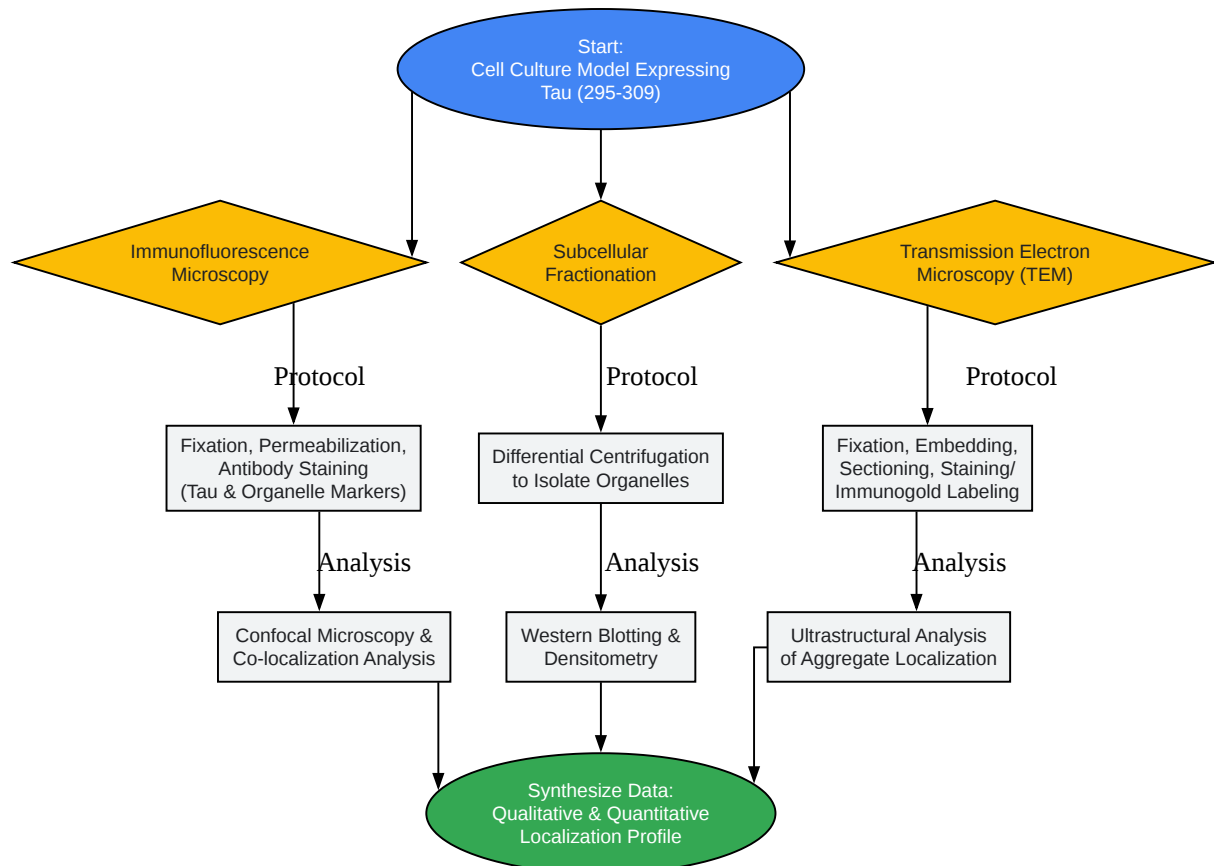 Start:
Cell Culture Model Expressing
Tau (295-309)
Immunofluorescence
Microscopy
Subcellular
Fractionation
Transmission Electron
Microscopy (TEM)
Protocol
Protocol
Protocol
Fixation, Permeabilization,
Antibody Staining
(Tau & Organelle Markers)
Differential Centrifugation
to Isolate Organelles
Fixation, Embedding,
Sectioning, Staining/
Immunogold Labeling
Analysis
Analysis
Analysis
Confocal Microscopy &
Co-localization Analysis
Western Blotting &
Densitometry
Ultrastructural Analysis
of Aggregate Localization
Synthesize Data:
Qualitative & Quantitative
Localization Profile